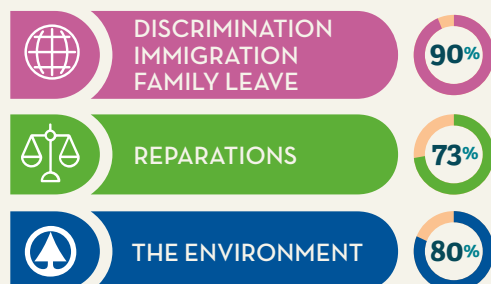 DISCRIMINATION
IMMIGRATION
FAMILY LEAVE
90%
REPARATIONS
73%
THE ENVIRONMENT
80%